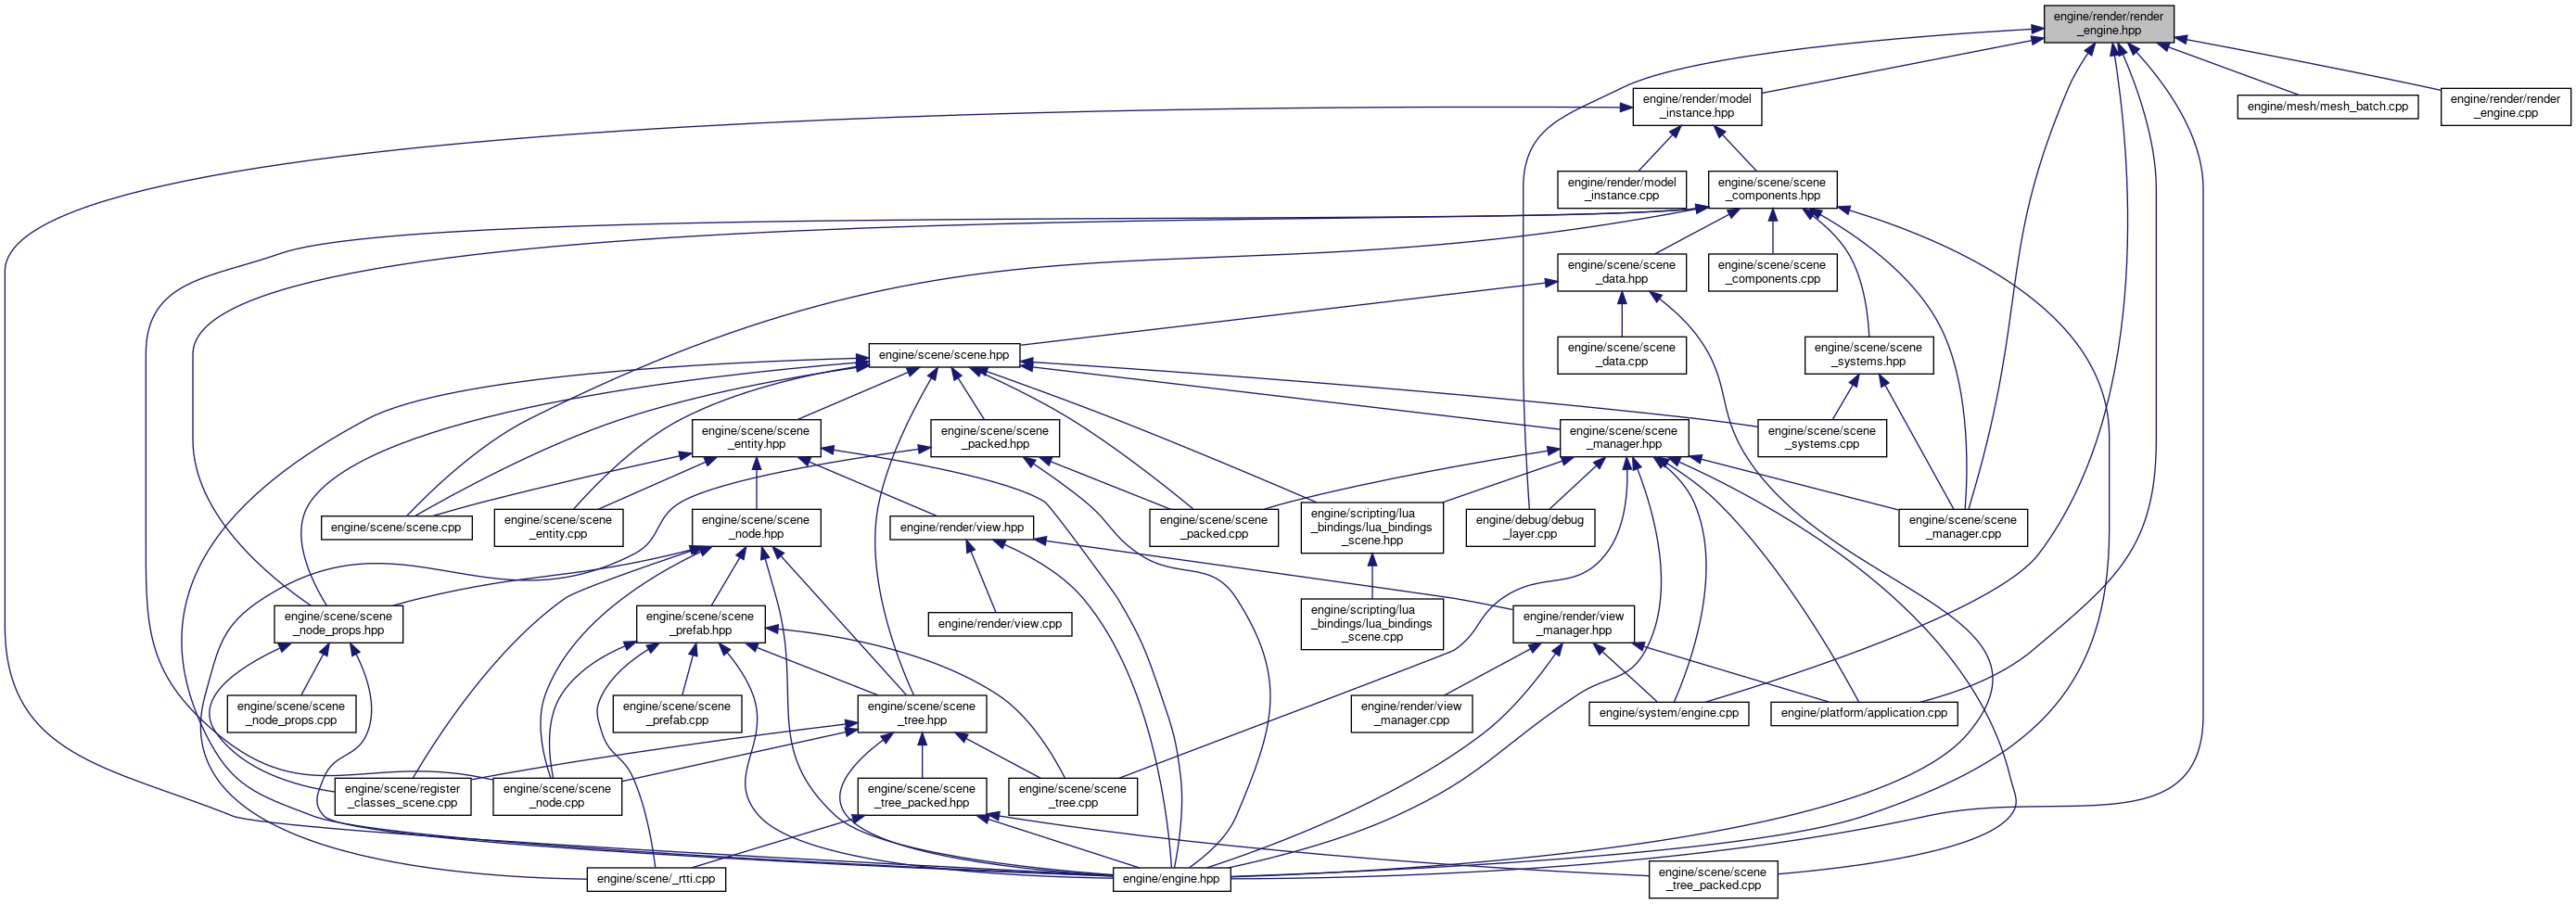 engine/render/render
_engine.hpp
engine/render/model
_instance.hpp
engine/mesh/mesh_batch.cpp
engine/render/render
_engine.cpp
engine/render/model
_instance.cpp
engine/scene/scene
_components.hpp
engine/scene/scene
_data.hpp
engine/scene/scene
_components.cpp
engine/scene/scene.hpp
engine/scene/scene
_data.cpp
engine/scene/scene
_systems.hpp
engine/scene/scene
_entity.hpp
engine/scene/scene
_packed.hpp
engine/scene/scene
_manager.hpp
engine/scene/scene
_systems.cpp
engine/scene/scene.cpp
engine/scene/scene
_entity.cpp
engine/scene/scene
_node.hpp
engine/render/view.hpp
engine/scene/scene
_packed.cpp
engine/scripting/lua
_bindings/lua_bindings
_scene.hpp
engine/debug/debug
_layer.cpp
engine/scene/scene
_manager.cpp
engine/scene/scene
_node_props.hpp
engine/scene/scene
_prefab.hpp
engine/render/view.cpp
engine/scripting/lua
_bindings/lua_bindings
_scene.cpp
engine/render/view
_manager.hpp
engine/scene/scene
_node_props.cpp
engine/scene/scene
_prefab.cpp
engine/scene/scene
_tree.hpp
engine/render/view
_manager.cpp
engine/system/engine.cpp
engine/platform/application.cpp
engine/scene/register
_classes_scene.cpp
engine/scene/scene
_node.cpp
engine/scene/scene
_tree_packed.hpp
engine/scene/scene
_tree.cpp
engine/scene/_rtti.cpp
engine/engine.hpp
engine/scene/scene
_tree_packed.cpp